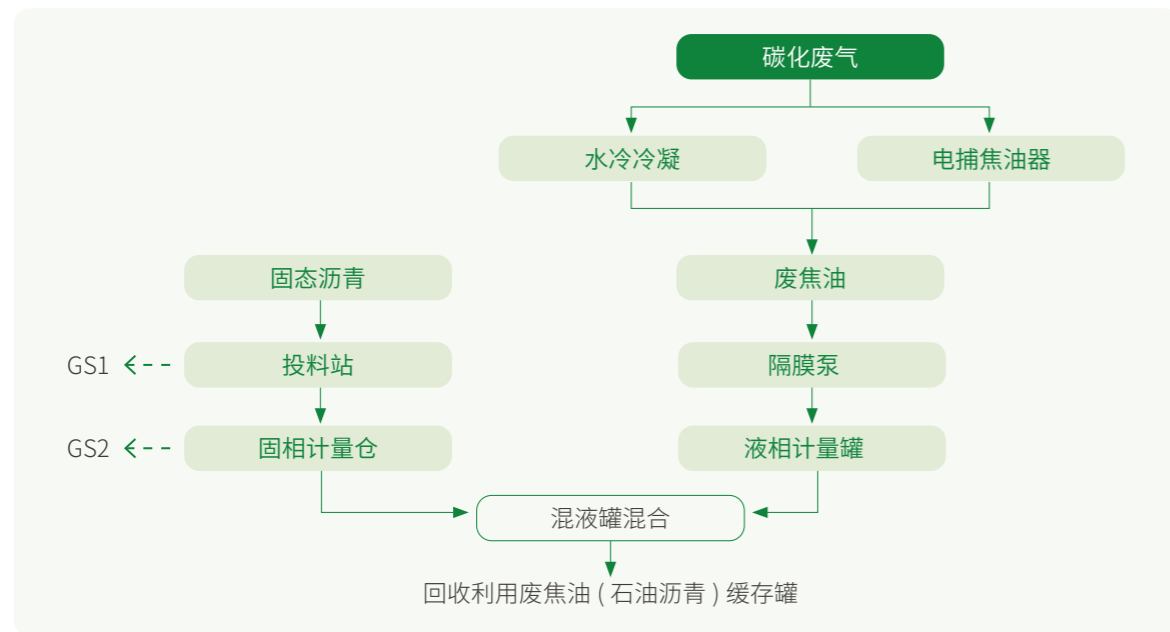 碳化废气
水冷冷凝
电捕焦油器
固态沥青
废焦油
GS1
投料站
隔膜泵
GS2
固相计量仓
液相计量罐
混液罐混合
回收利用废焦油 ( 石油沥青 ) 缓存罐